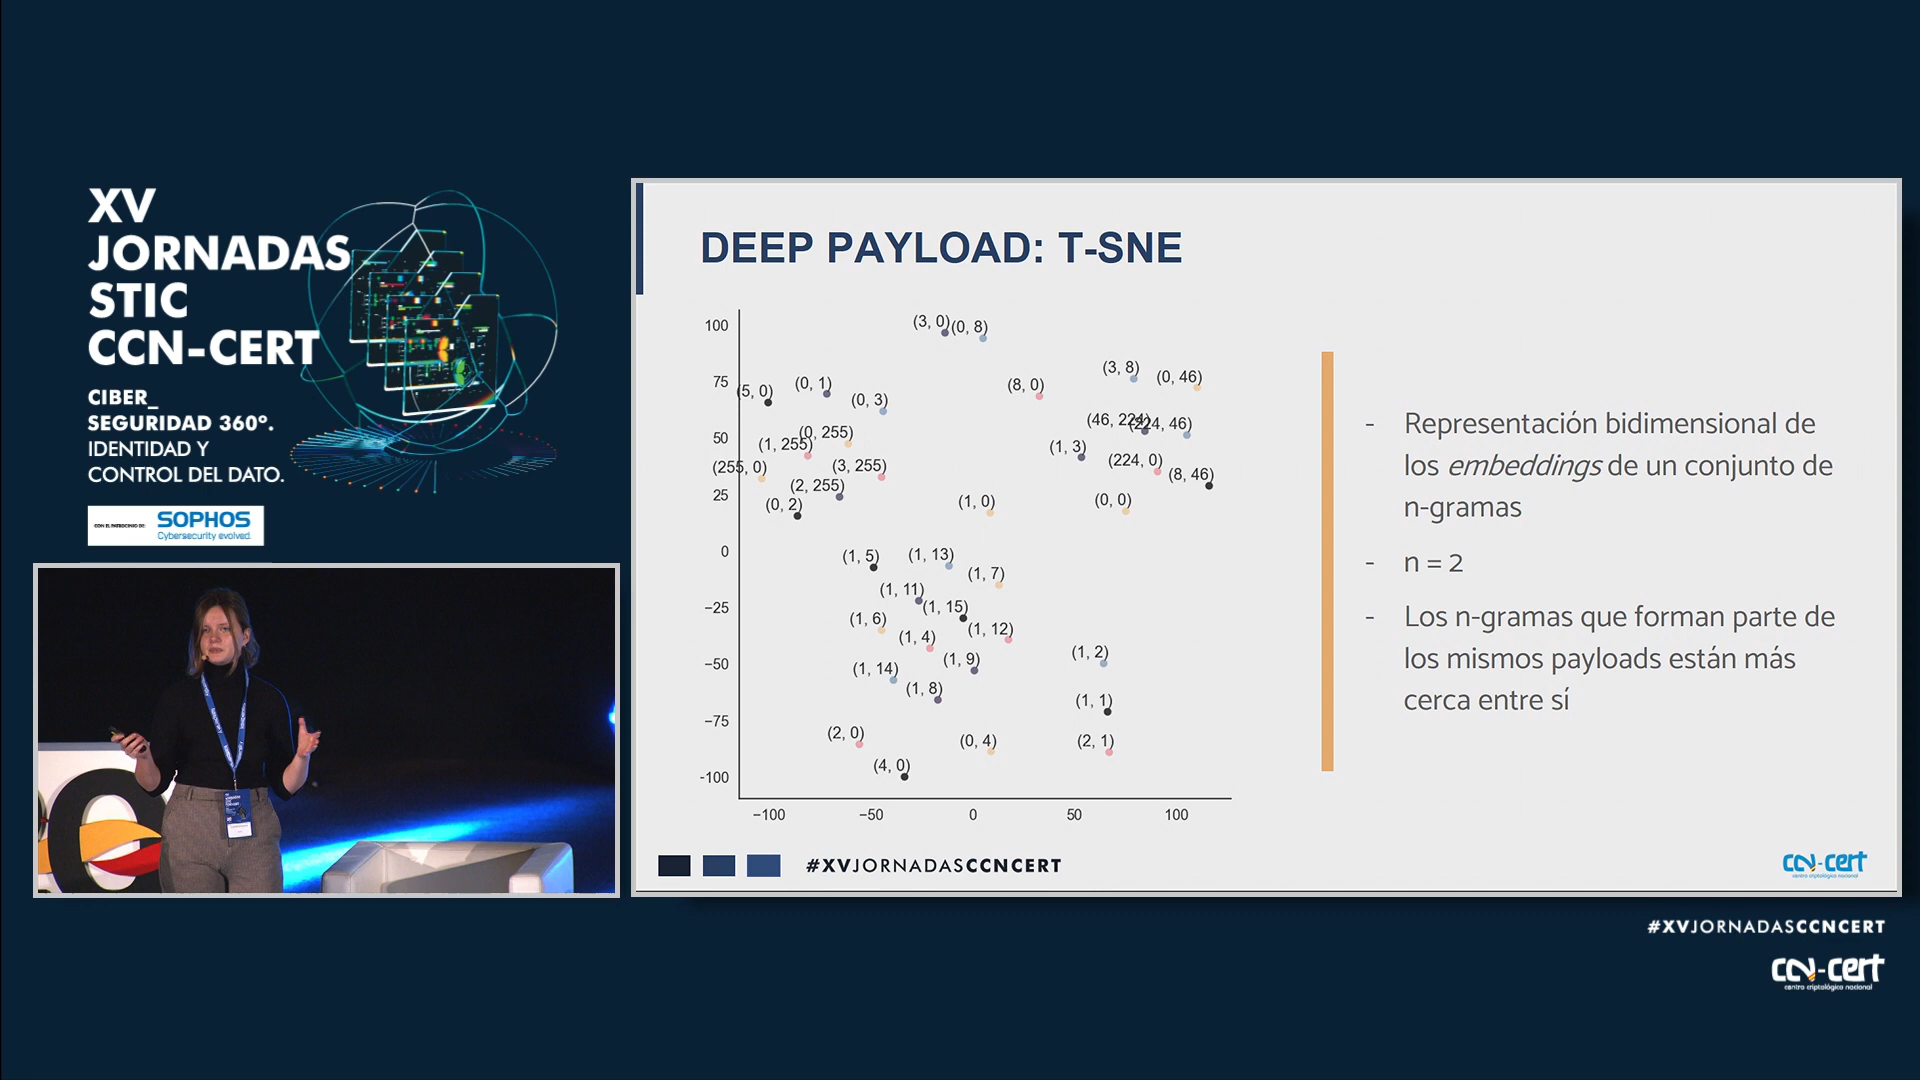 XV
JORNADAS
STIC
CCN-CERT
CIBER_
SEGURIDAD 360º.
IDENTIDAD Y
CONTROL DEL DATO.
CON EL PATROCINIO DE:
SOPHOS
Cybersecurity evolved.
DEEP PAYLOAD: T-SNE
100
75
50
25
0
−25
−50
−75
-100
(3, 0)
(0, 8)
(3, 8)
(0, 46)
(5, 0)
(0, 1)
(8, 0)
(0, 3)
(46, 224)
(224, 46)
(0, 255)
(1, 255)
(1, 3)
(224, 0)
(255, 0)
(3, 255)
(8, 46)
(2, 255)
(0, 2)
(1, 0)
(0, 0)
(1, 5)
(1, 13)
(1, 7)
(1, 11)
(1, 15)
(1, 6)
(1, 4)
(1, 12)
(1, 9)
(1, 2)
(1, 14)
(1, 8)
(1, 1)
(2, 0)
(0, 4)
(2, 1)
(4, 0)
−100
−50
0
50
100
- Representación bidimensional de
los embeddings de un conjunto de
n-gramas
- n = 2
- Los n-gramas que forman parte de
los mismos payloads están más
cerca entre sí
#XVJORNADASCCNCERT
ccn-cert
centro criptológico nacional
#XVJORNADASCCNCERT
ccn-cert
centro criptológico nacional